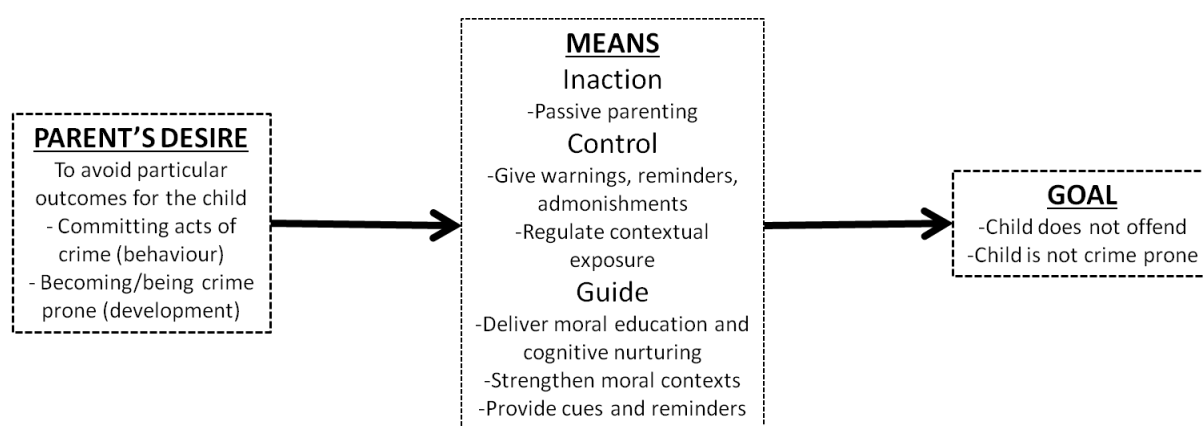 PARENT'S DESIRE
To avoid particular
outcomes for the child
- Committing acts of
crime (behaviour)
- Becoming/being crime
prone (development)
MEANS
Inaction
-Passive parenting
Control
-Give warnings, reminders,
admonishments
-Regulate contextual
exposure
Guide
-Deliver moral education and
cognitive nurturing
-Strengthen moral contexts
-Provide cues and reminders
GOAL
-Child does not offend
-Child is not crime prone